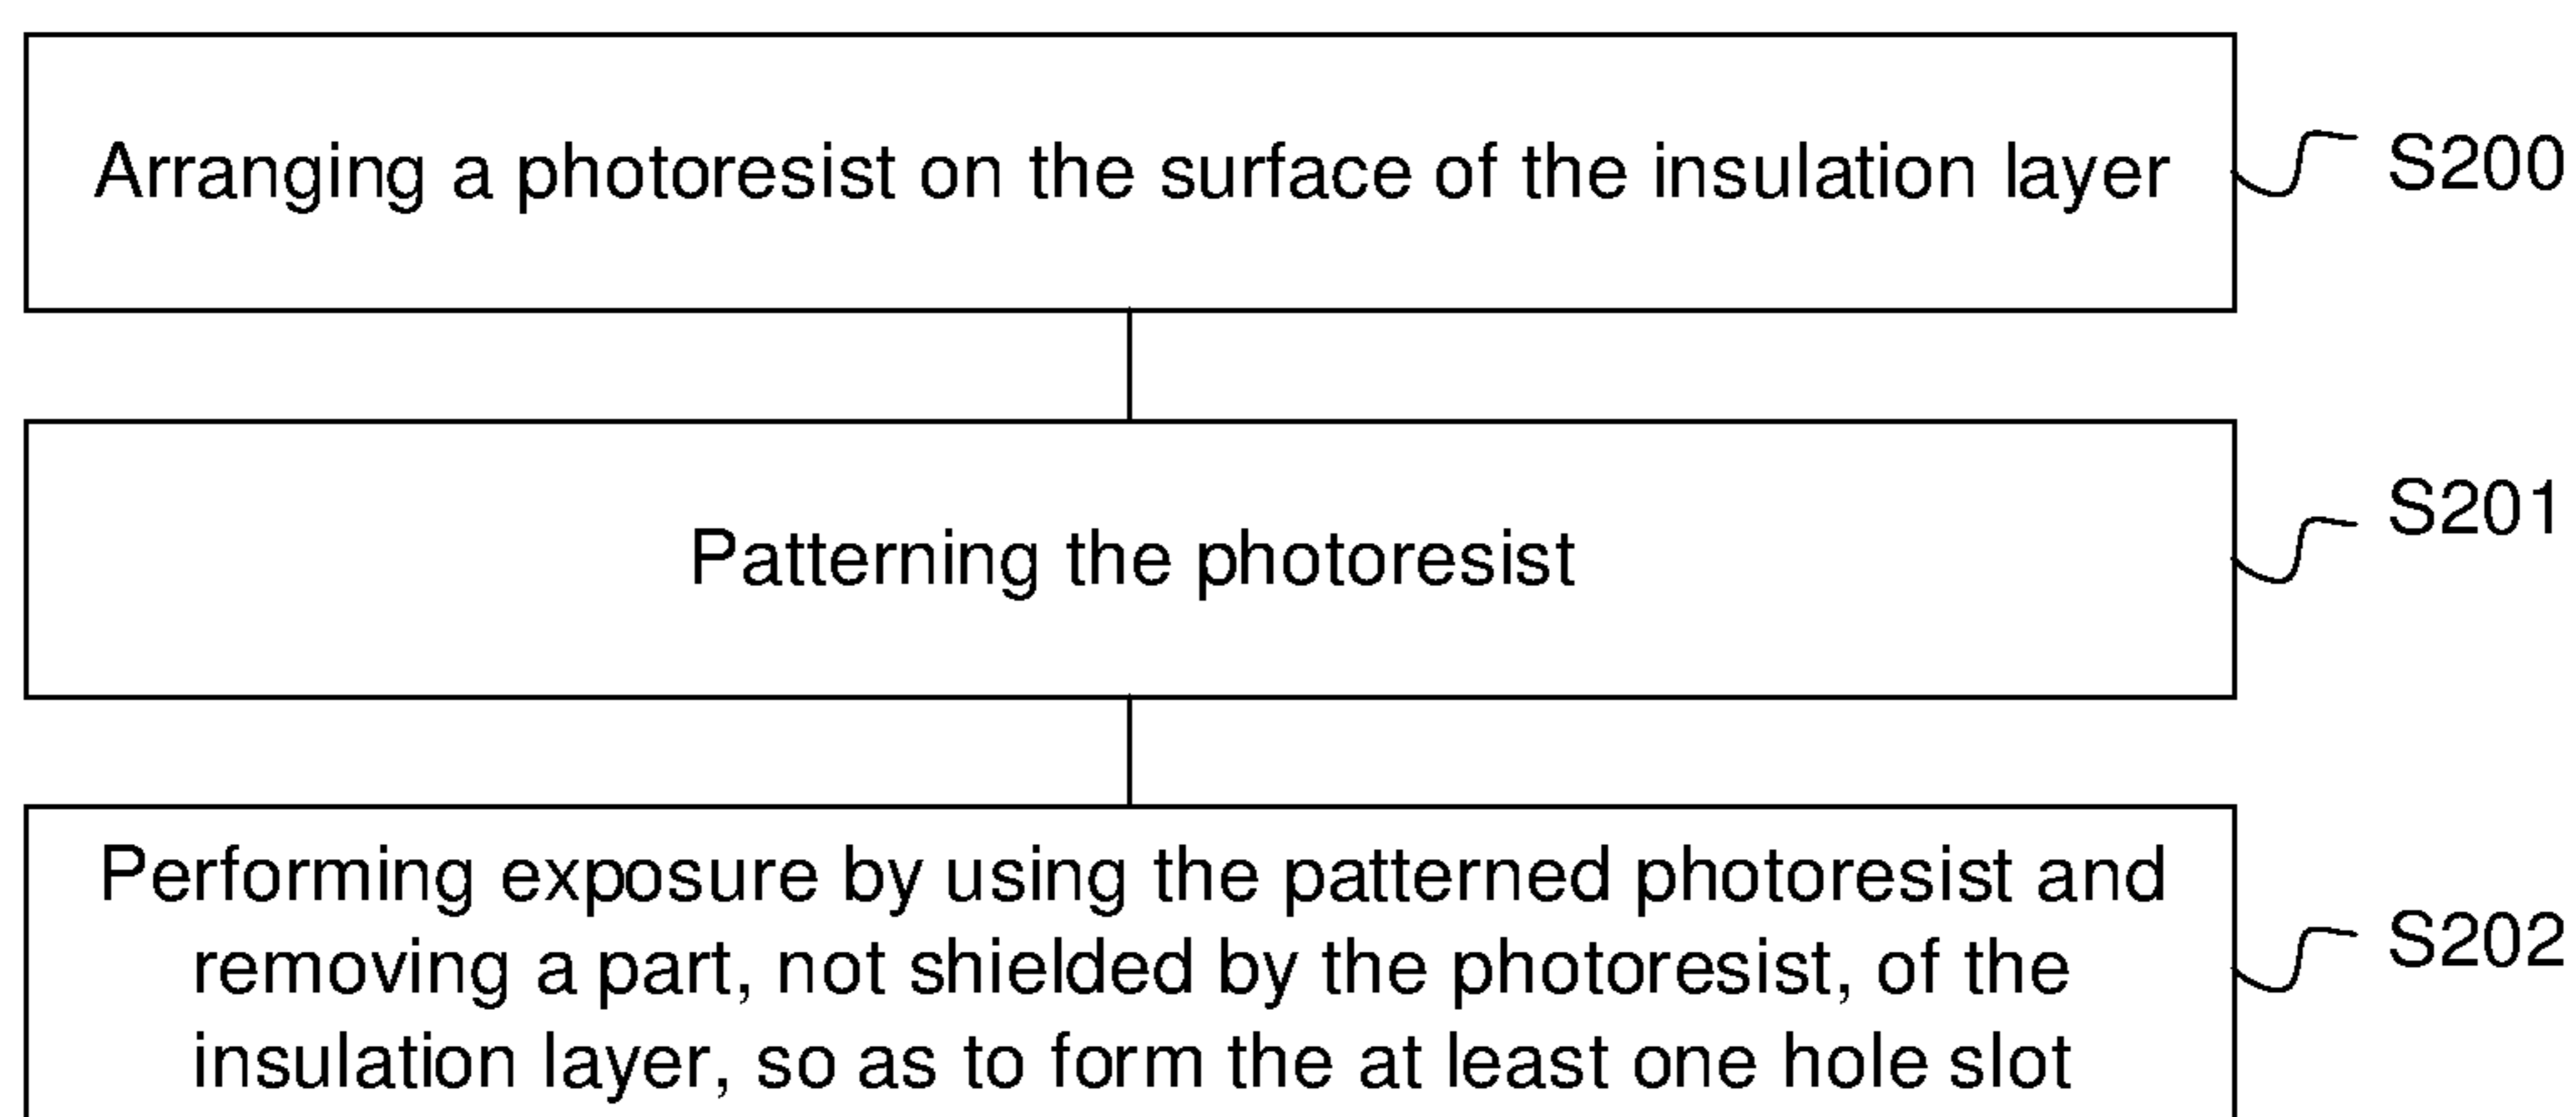 Arranging a photoresist on the surface of the insulation layer
S200
Patterning the photoresist
S201
Performing exposure by using the patterned photoresist and
removing a part, not shielded by the photoresist, of the
insulation layer, so as to form the at least one hole slot
S202